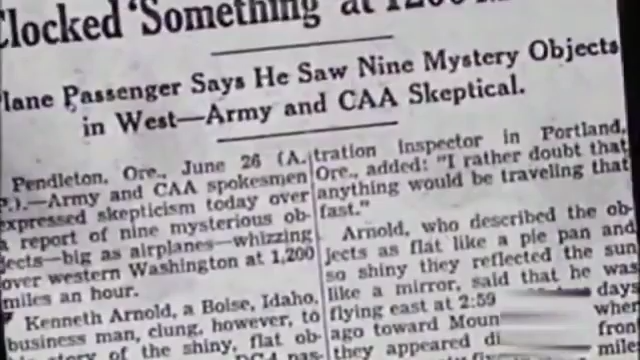 Clocked 'Something' at
Plane Passenger Says He Saw Nine Mystery Objects
in West—Army and CAA Skeptical.
Pendleton, Ore., June 26 (A.
P.).—Army and CAA spokesmen
expressed skepticism today over
a report of nine mysterious ob-
jects—big as airplanes—whizzing
over western Washington at 1,200
miles an hour.
Kenneth Arnold, a Boise, Idaho,
business man, clung, however, to
story of the shiny, flat ob-
tration inspector in Portland,
Ore., added: "I rather doubt that
anything would be traveling that
fast."
Arnold, who described the ob-
jects as flat like a pie pan and
so shiny they reflected the sun
like a mirror, said that he was
flying east at 2:59 days
ago toward
they appeared